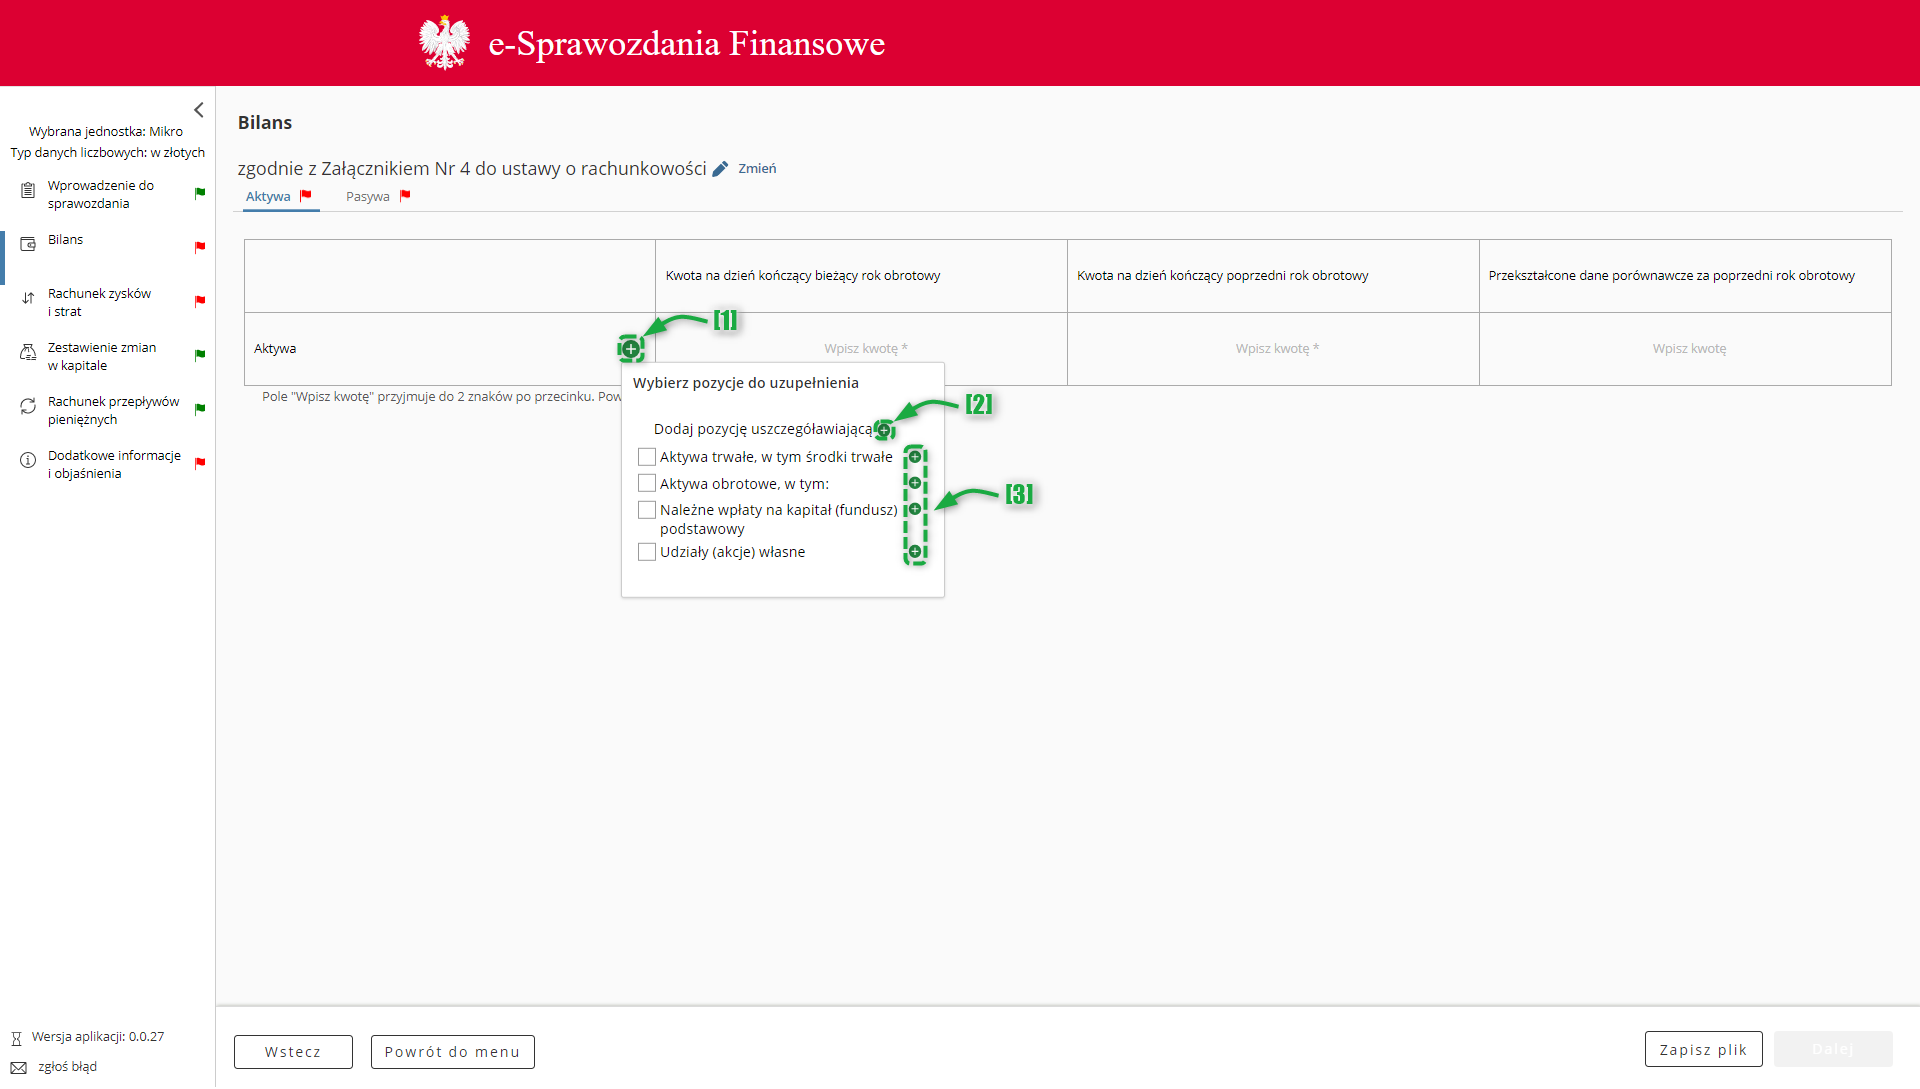 e-Sprawozdania Finansowe
Wybrana jednostka: Mikro
Typ danych liczbowych: w złotych
Wprowadzenie do
sprawozdania
Bilans
Rachunek zysków
i strat
Zestawienie zmian
w kapitale
Rachunek przepływów
pieniężnych
Dodatkowe informacje
i objaśnienia
Wersja aplikacji: 0.0.27
zgłoś błąd
Bilans
zgodnie z Załącznikiem Nr 4 do ustawy o rachunkowości Zmień
Aktywa Pasywa
Kwota na dzień kończący bieżący rok obrotowy Kwota na dzień kończący poprzedni rok obrotowy Przekształcone dane porównawcze za poprzedni rok obrotowy
[1]
Aktywa Wpisz kwotę * Wpisz kwotę * Wpisz kwotę
Pole "Wpisz kwotę" przyjmuje do 2 znaków po przecinku. Pow
Wybierz pozycje do uzupełnienia
[2]
Dodaj pozycję uszczegóławiającą
Aktywa trwałe, w tym środki trwałe
Aktywa obrotowe, w tym:
[3]
Należne wpłaty na kapitał (fundusz)
podstawowy
Udziały (akcje) własne
Wstecz Powrót do menu Zapisz plik Dalej